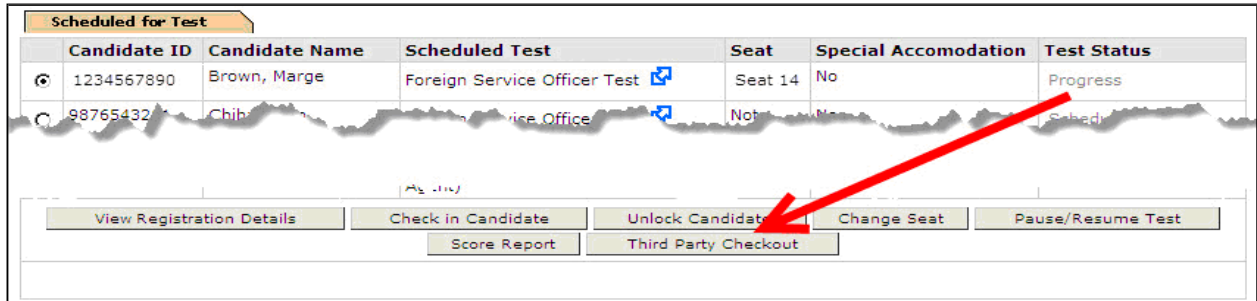 Scheduled for Test
Candidate ID Candidate Name Scheduled Test Seat Special Accomodation Test Status
1234567890 Brown, Marge Foreign Service Officer Test Seat 14 No Progress
Office
View Registration Details Check in Candidate Unlock Candidate Change Seat Pause/Resume Test
Score Report Third Party Checkout